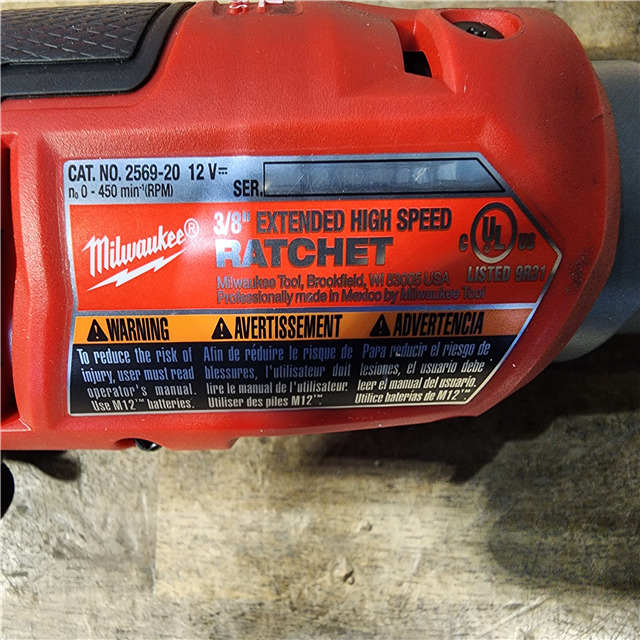 CAT. NO. 2569-20 12 V⎓
n₀ 0 - 450 min⁻¹(RPM) SER.
Milwaukee®
3/8" EXTENDED HIGH SPEED
RATCHET
Milwaukee Tool, Brookfield, WI 53005 USA
Professionally made in Mexico by Milwaukee Tool
C UL US
LISTED 9R31
WARNING
To reduce the risk of
injury, user must read
operator's manual.
Use M12™ batteries.
AVERTISSEMENT
Afin de réduire le risque de
blessures, l'utilisateur doit
lire le manual de l'utilisateur.
Utiliser des piles M12™.
ADVERTENCIA
Para reducir el riesgo de
lesiones, el usuario debe
leer el manual del usuario.
Utilice baterías de M12™.